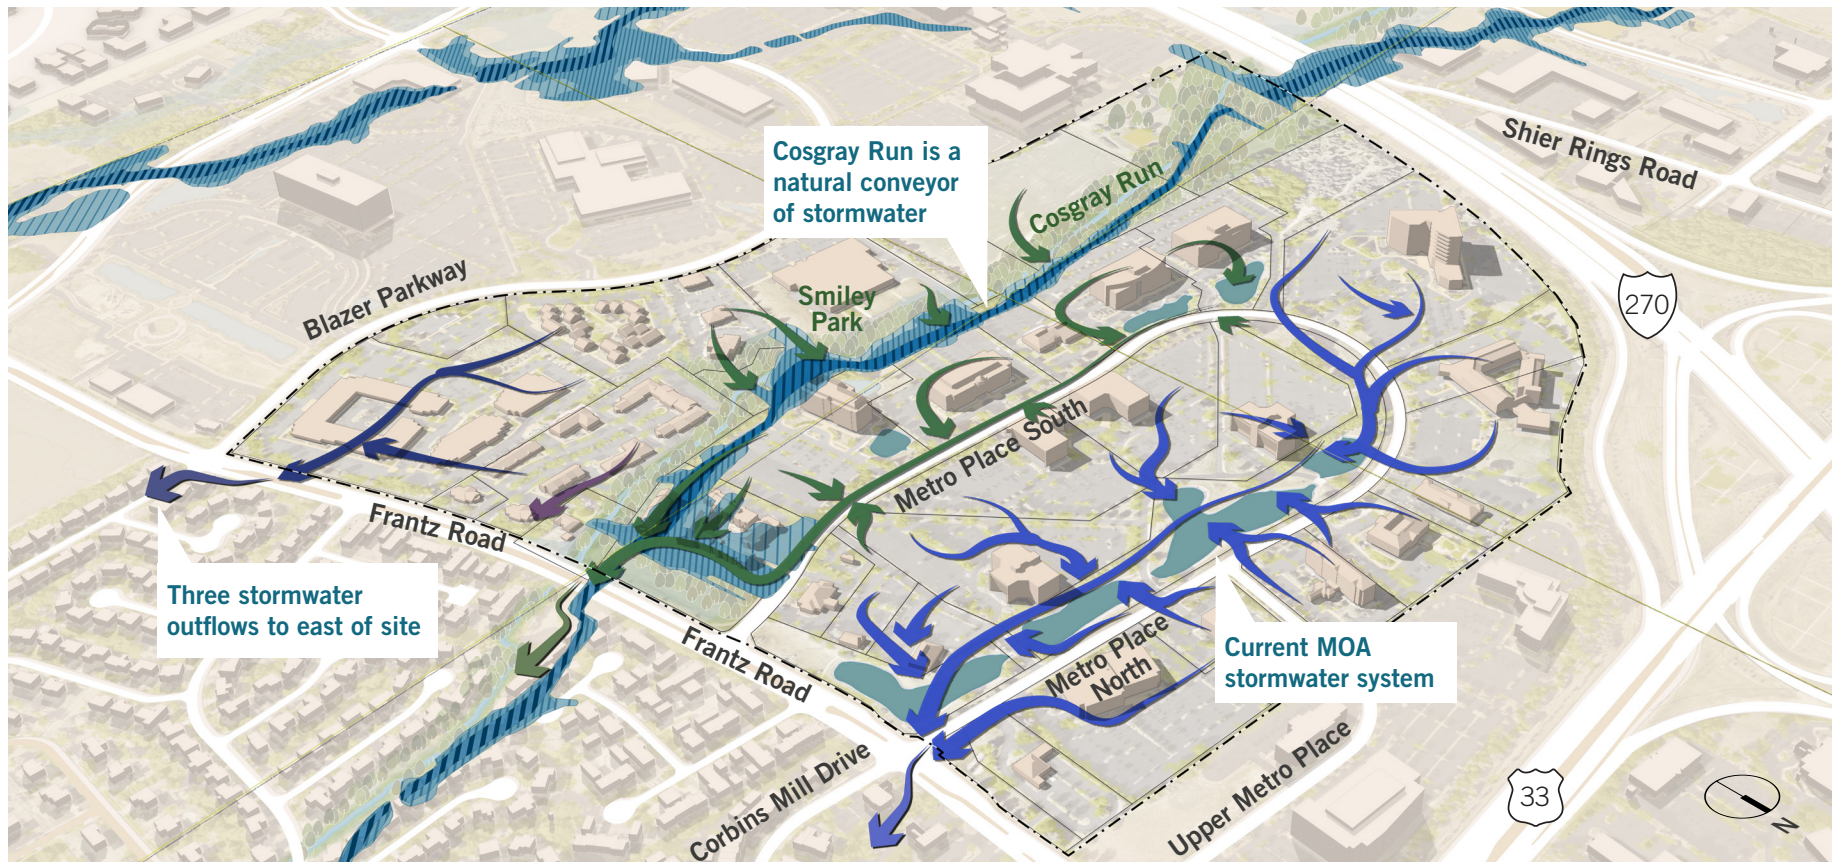 Cosgray Run is a
natural conveyor
of stormwater
Shier Rings Road
Cosgray Run
Blazer Parkway
Smiley
Park
270
Metro Place South
Frantz Road
Three stormwater
outflows to east of site
Frantz Road
Metro Place
North
Current MOA
stormwater system
Corbins Mill Drive
Upper Metro Place
33
N